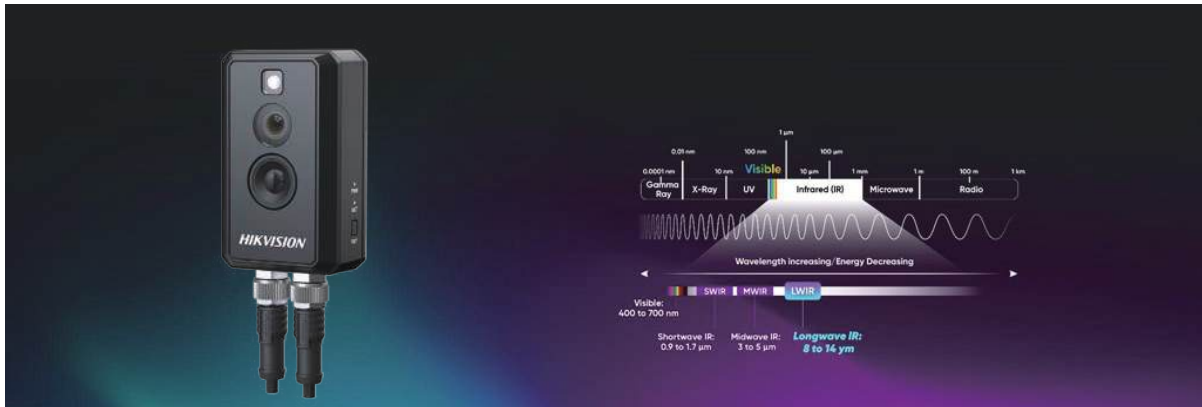 HIKVISION
1 µm
0.01 nm
100 nm
100 µm
Visible
0.0001 nm
10 nm
10 µm
1 mm
1 m
100 m
1 km
Gamma
Ray
X-Ray
UV
Infrared (IR)
Microwave
Radio
Wavelength increasing/Energy Decreasing
SWIR
MWIR
LWIR
Visible:
400 to 700 nm
Shortwave IR:
0.9 to 1.7 µm
Midwave IR:
3 to 5 µm
Longwave IR:
8 to 14 ym